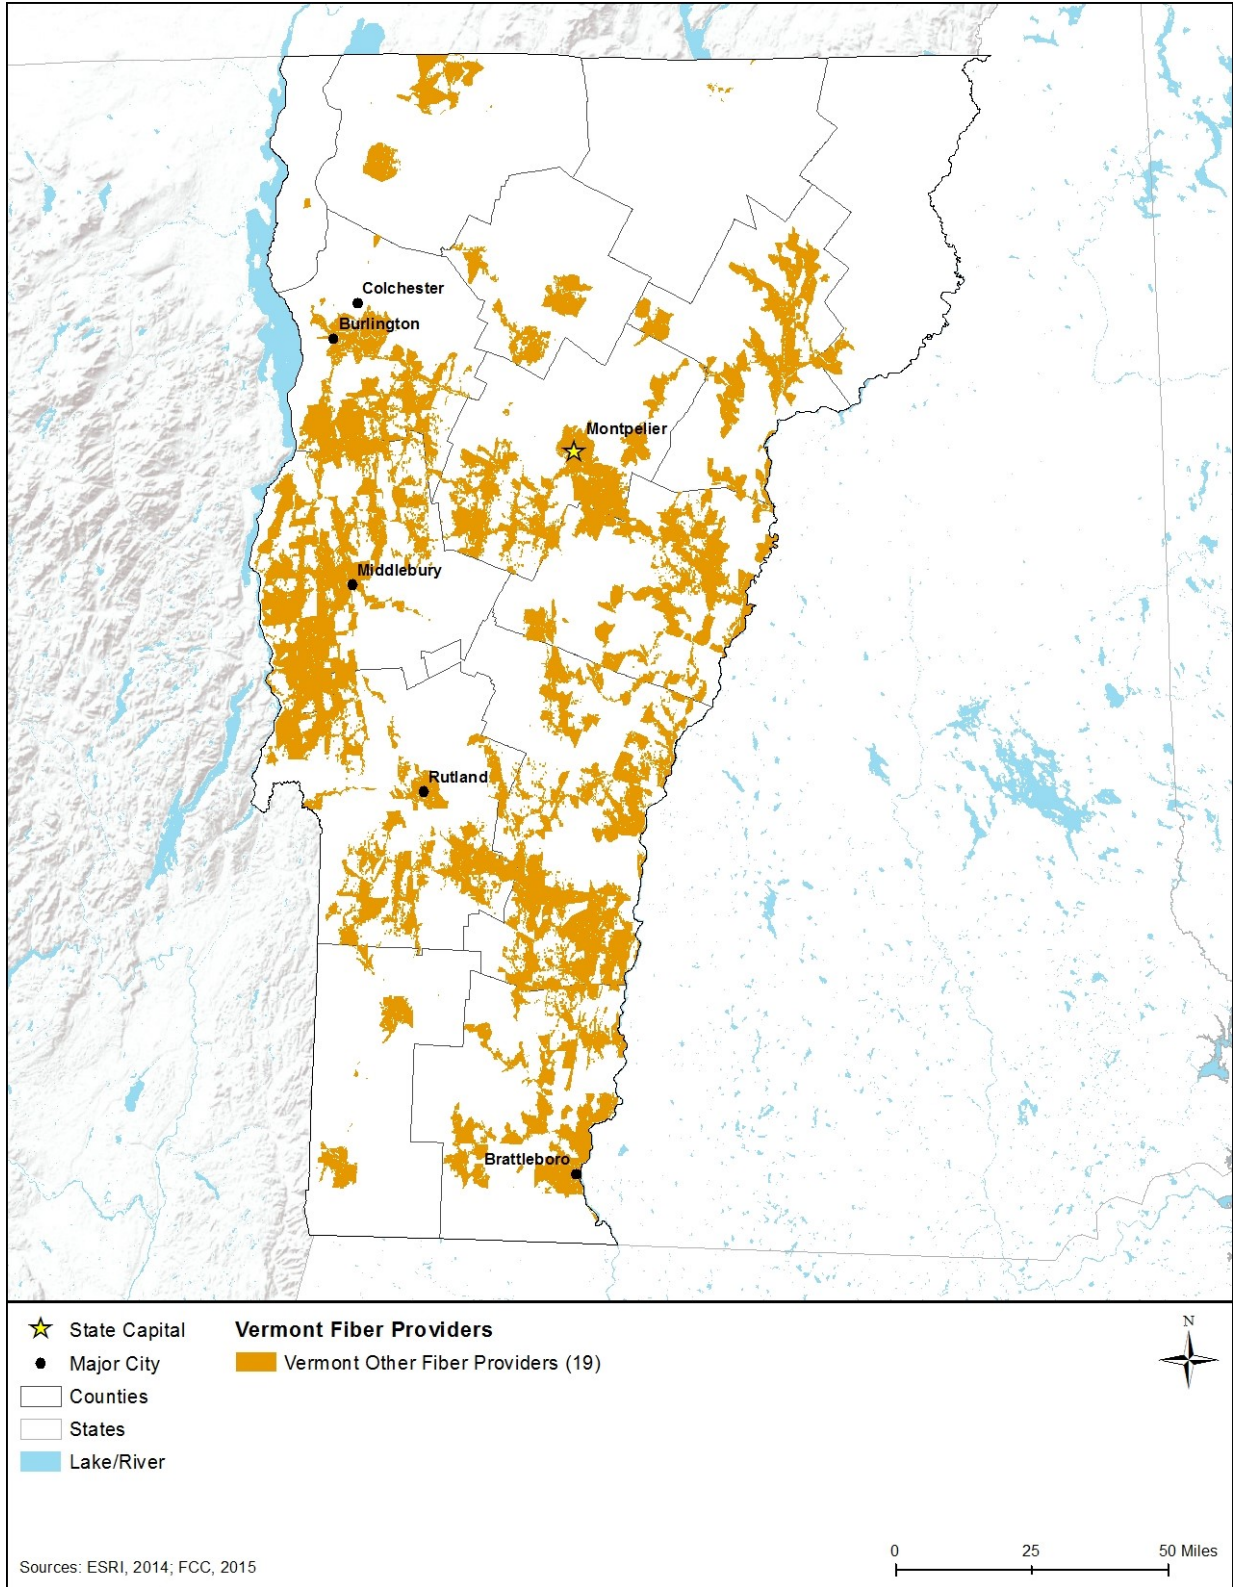 Colchester
Burlington
Montpelier
Middlebury
Rutland
Brattleboro
State Capital
Vermont Fiber Providers
Major City
Vermont Other Fiber Providers (19)
Counties
States
Lake/River
N
Sources: ESRI, 2014; FCC, 2015
0 25 50 Miles